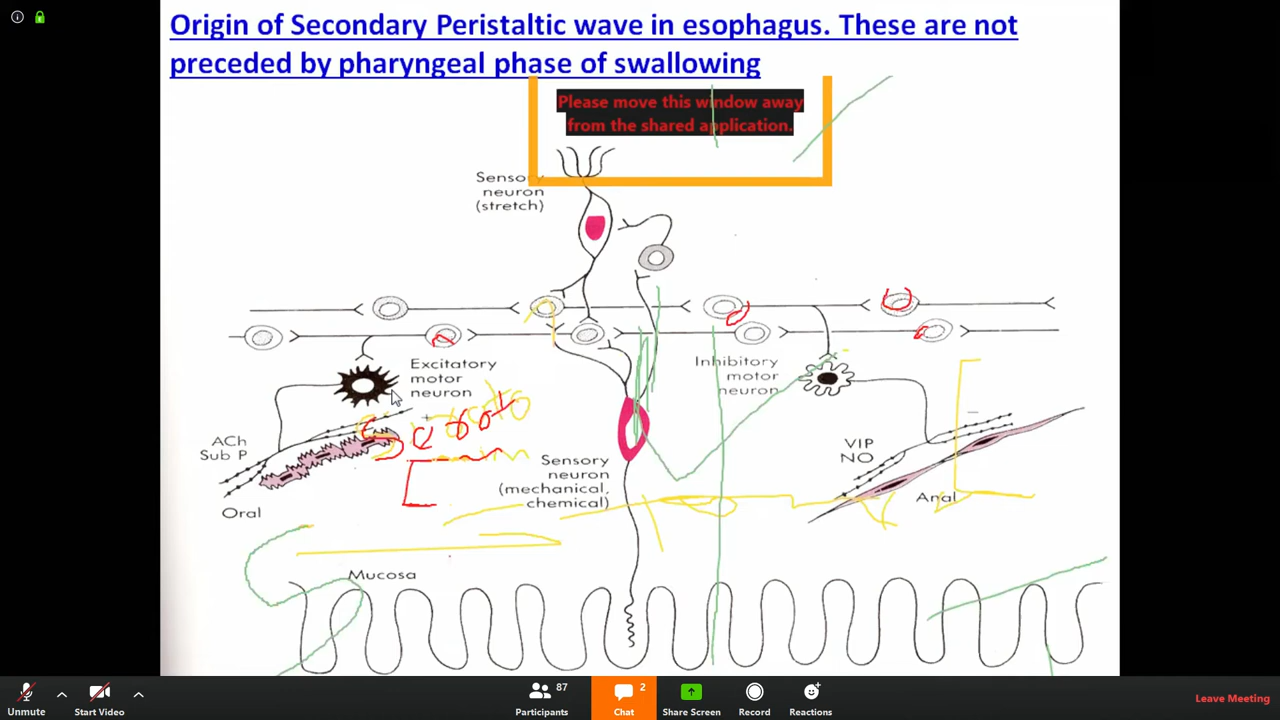 Origin of Secondary Peristaltic wave in esophagus. These are not
preceded by pharyngeal phase of swallowing
Please move this window away
from the shared application.
Sensory
neuron
(stretch)
Excitatory
motor
neuron
Inhibitory
motor
neuron
ACh
Sub P
VIP
NO
Sensory
neuron
(mechanical,
chemical)
Oral
Anal
Mucosa
87
2
Unmute
Start Video
Participants
Chat
Share Screen
Record
Reactions
Leave Meeting